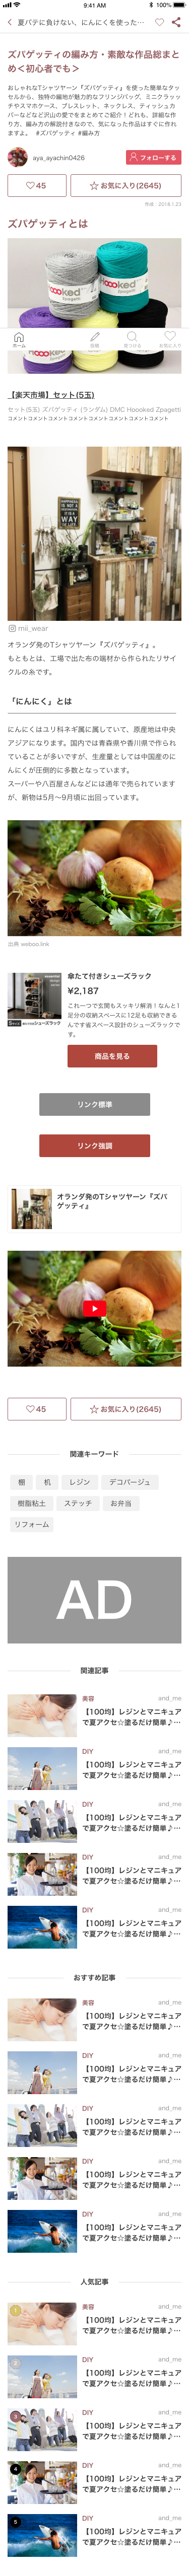 9:41 AM
100%
夏バテに負けない、にんにくを使った…
ズパゲッティの編み方・素敵な作品総まと
め<初心者でも>
おしゃれなTシャツヤーン『ズパゲッティ』を使った簡単なタッ
セルから、独特の編地が魅力的なフリンジバッグ、ミニクラッ
チやスマホケース、ブレスレット、ネックレス、ティッシュカ
バーなどなど沢山の愛用をまとめてご紹介！どれも、詳細な作
り方、編み方の解説付きなので、気になった作品はすぐに作れ
ますよ。 #ズパゲッティ #編み方
aya_ayachin0426
フォローする
45
お気に入り(2645)
作成：2018.1.23
ズパゲッティとは
Hoooked
Zpagetti
ホーム
投稿
見つける
お気に入り
【楽天市場】セット(5玉)
セット(5玉) ズパゲッティ (ランダム) DMC Hoooked Zpagetti
コメントコメントコメントコメントコメントコメントコメントコメント
mii_wear
オランダ発のTシャツヤーン『ズパゲッティ』。
もともとは、工場で出た布の端材から作られたリサイ
クル糸です。
「にんにく」とは
にんにくはユリ科ネギ属に属していて、原産地は中央
アジアになります。国内では青森県や香川県で作られ
ていることが多いですが、生産量としては中国産のに
んにくが圧倒的に多数となっています。
スーパーや八百屋さんなどには通年で売られています
が、新物は5月〜9月頃に出回っています。
出典 weboo.link
傘たて付きシューズラック
¥2,187
これ一つで玄関もスッキリ解消！なんと1
足分の収納スペースに12足も収納できる
んです省スペース設計のシューズラックで
す。
商品を見る
リンク標準
リンク強調
オランダ発のTシャツヤーン『ズパ
ゲッティ』
45
お気に入り(2645)
関連キーワード
棚
机
レジン
デコパージュ
樹脂粘土
ステッチ
お弁当
リフォーム
AD
関連記事
美容
and_me
【100均】レジンとマニキュア
で夏アクセ☆塗るだけ簡単♪…
DIY
and_me
【100均】レジンとマニキュア
で夏アクセ☆塗るだけ簡単♪…
DIY
and_me
【100均】レジンとマニキュア
で夏アクセ☆塗るだけ簡単♪…
DIY
and_me
【100均】レジンとマニキュア
で夏アクセ☆塗るだけ簡単♪…
DIY
and_me
【100均】レジンとマニキュア
で夏アクセ☆塗るだけ簡単♪…
おすすめ記事
美容
and_me
【100均】レジンとマニキュア
で夏アクセ☆塗るだけ簡単♪…
DIY
and_me
【100均】レジンとマニキュア
で夏アクセ☆塗るだけ簡単♪…
DIY
and_me
【100均】レジンとマニキュア
で夏アクセ☆塗るだけ簡単♪…
DIY
and_me
【100均】レジンとマニキュア
で夏アクセ☆塗るだけ簡単♪…
DIY
and_me
【100均】レジンとマニキュア
で夏アクセ☆塗るだけ簡単♪…
人気記事
1
美容
and_me
【100均】レジンとマニキュア
で夏アクセ☆塗るだけ簡単♪…
2
DIY
and_me
【100均】レジンとマニキュア
で夏アクセ☆塗るだけ簡単♪…
3
DIY
and_me
【100均】レジンとマニキュア
で夏アクセ☆塗るだけ簡単♪…
4
DIY
and_me
【100均】レジンとマニキュア
で夏アクセ☆塗るだけ簡単♪…
5
DIY
and_me
【100均】レジンとマニキュア
で夏アクセ☆塗るだけ簡単♪…